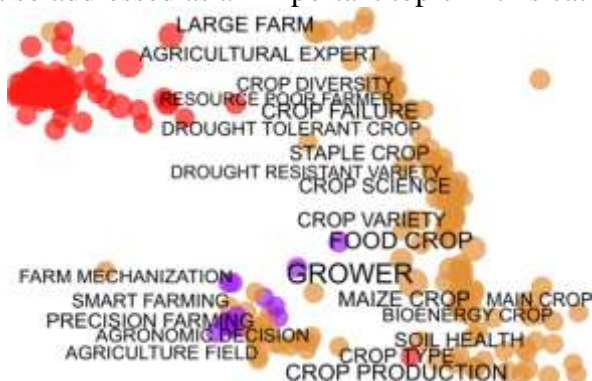 LARGE FARM
AGRICULTURAL EXPERT
CROP DIVERSITY
RESOURCE POOR FARMER
CROP FAILURE
DROUGHT TOLERANT CROP
STAPLE CROP
DROUGHT RESISTANT VARIETY
CROP SCIENCE
CROP VARIETY
FOOD CROP
GROWER
FARM MECHANIZATION
SMART FARMING
MAIZE CROP MAIN CROP
BIOENERGY CROP
PRECISION FARMING
AGRONOMIC DECISION
SOIL HEALTH
AGRICULTURE FIELD
CROP TYPE
CROP PRODUCTION